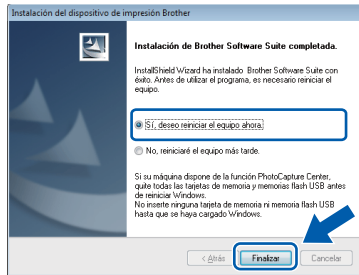 Instalación del dispositivo de impresión Brother
Instalación de Brother Software Suite completada.
InstallShield Wizard ha instalado Brother Software Suite con
éxito. Antes de utilizar el programa, es necesario reiniciar el
equipo.
Sí, deseo reiniciar el equipo ahora.
No, reiniciaré el equipo más tarde.
Si su máquina dispone de la función PhotoCapture Center,
quite todas las tarjetas de memoria y memorias flash USB antes
de reiniciar Windows.
No inserte ninguna tarjeta de memoria ni memoria flash USB
hasta que se haya cargado Windows.
< Atrás Finalizar Cancelar